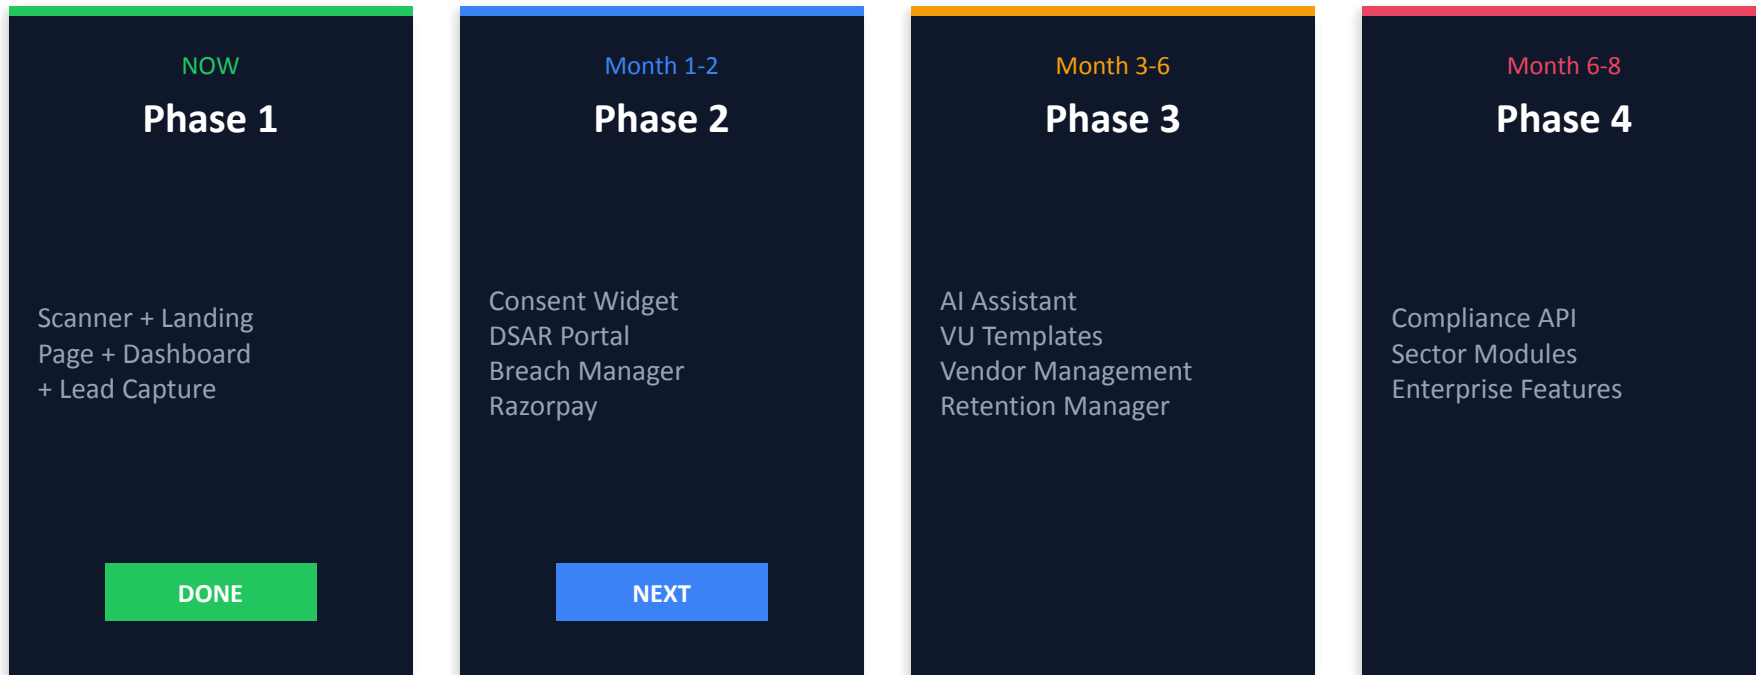 NOW
Phase 1
Scanner + Landing
Page + Dashboard
+ Lead Capture
DONE
Month 1-2
Phase 2
Consent Widget
DSAR Portal
Breach Manager
Razorpay
NEXT
Month 3-6
Phase 3
AI Assistant
VU Templates
Vendor Management
Retention Manager
Month 6-8
Phase 4
Compliance API
Sector Modules
Enterprise Features